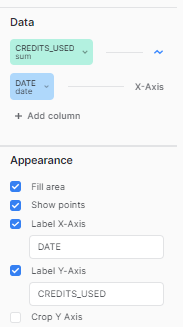 Data
CREDITS_USED
sum
DATE
date
X-Axis
+ Add column
Appearance
Fill area
Show points
Label X-Axis
DATE
Label Y-Axis
CREDITS_USED
Crop Y Axis